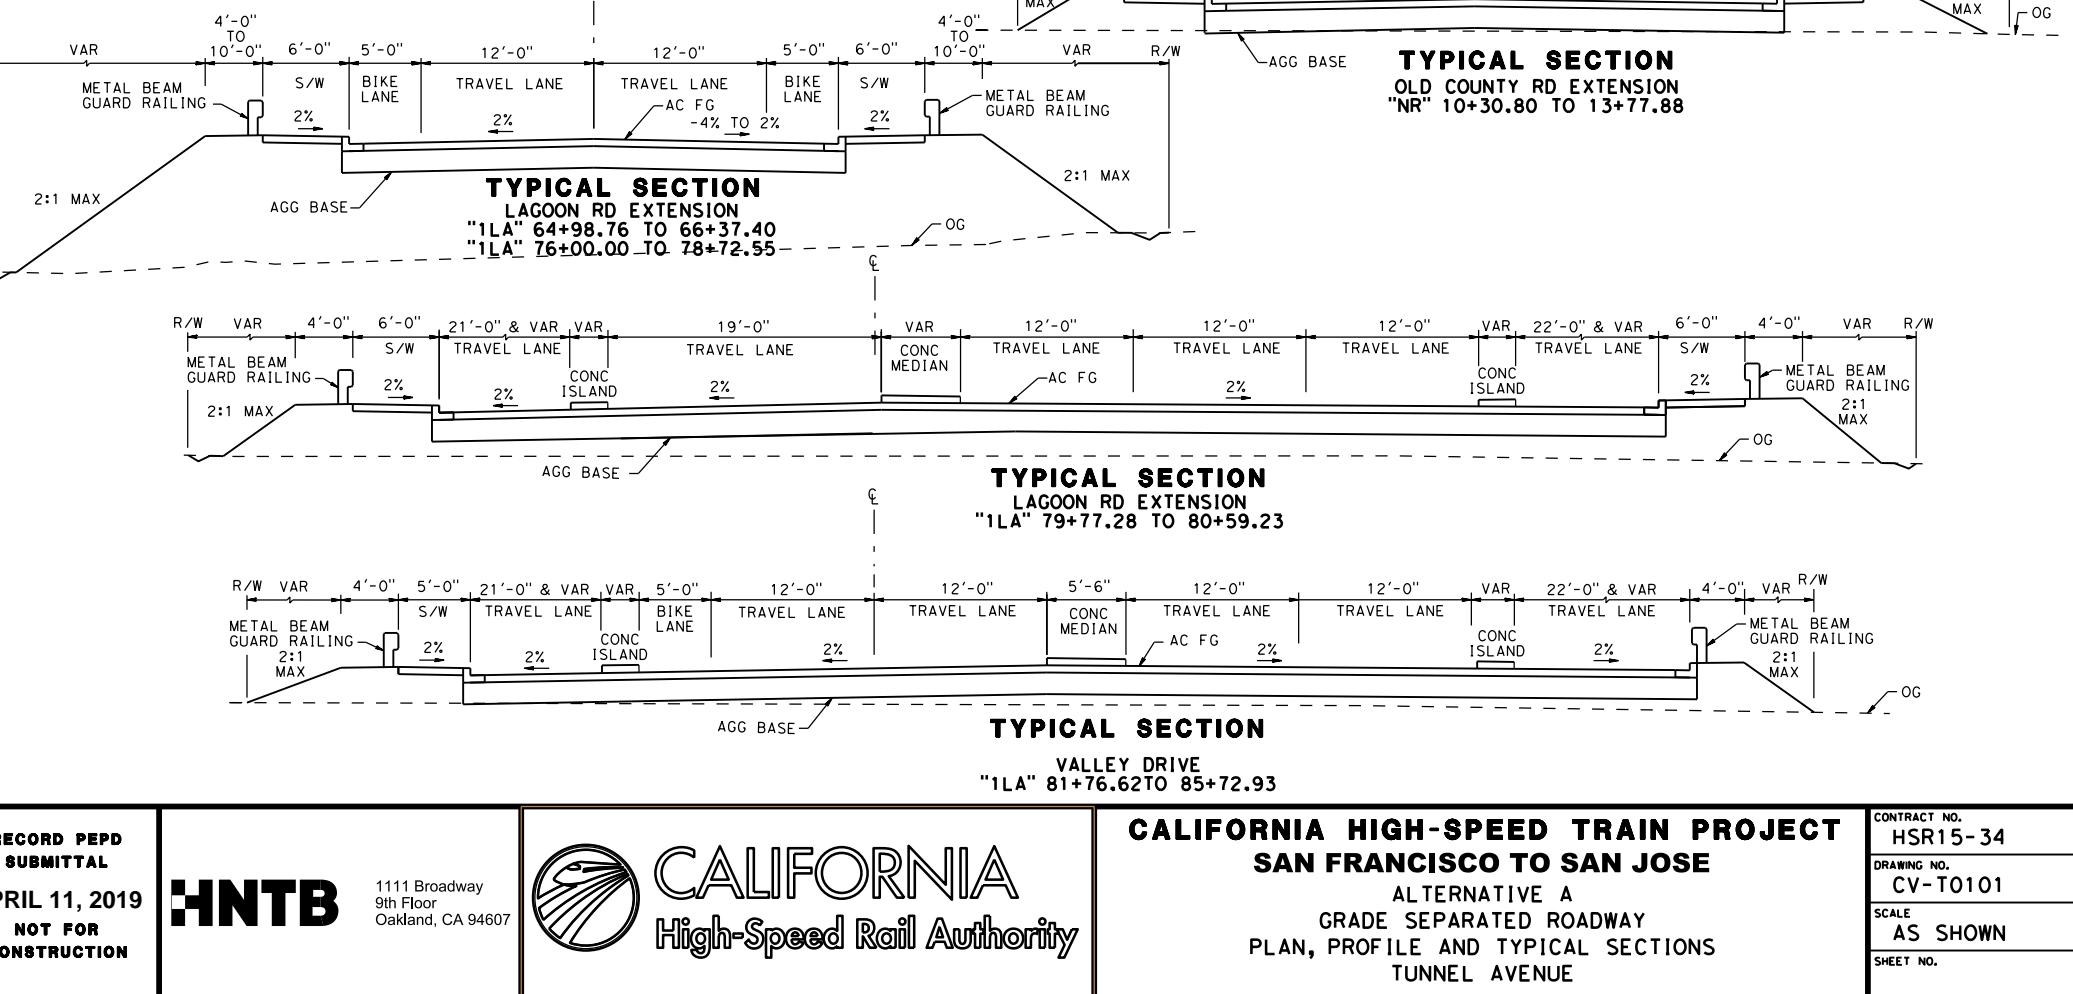 MAX
MAX
OG
AGG BASE
TYPICAL SECTION
OLD COUNTY RD EXTENSION
"NR" 10+30.80 TO 13+77.88
4'-0"
TO
VAR 10'-0" 6'-0" 5'-0" 12'-0" 12'-0" 5'-0" 6'-0" 10'-0" VAR R/W
4'-0"
TO
METAL BEAM
GUARD RAILING
S/W
BIKE
LANE
TRAVEL LANE
TRAVEL LANE
BIKE
LANE
S/W
METAL BEAM
GUARD RAILING
AC FG
2% 2% -4% TO 2% 2%
2:1 MAX
2:1 MAX
AGG BASE
TYPICAL SECTION
LAGOON RD EXTENSION
"1LA" 64+98.76 TO 66+37.40
"1LA" 76+00.00 TO 78+72.55
OG
℄
R/W VAR 4'-0" 6'-0" 21'-0" & VAR VAR 19'-0" VAR 12'-0" 12'-0" 12'-0" VAR 22'-0" & VAR 6'-0" 4'-0" VAR R/W
S/W TRAVEL LANE TRAVEL LANE CONC
MEDIAN
TRAVEL LANE TRAVEL LANE TRAVEL LANE TRAVEL LANE S/W
METAL BEAM
GUARD RAILING
CONC
ISLAND
AC FG
CONC
ISLAND
METAL BEAM
GUARD RAILING
2% 2% 2% 2% 2%
2:1 MAX
2:1
MAX
OG
AGG BASE
TYPICAL SECTION
LAGOON RD EXTENSION
"1LA" 79+77.28 TO 80+59.23
℄
R/W VAR 4'-0" 5'-0" 21'-0" & VAR VAR 5'-0" 12'-0" 12'-0" 5'-6" 12'-0" 12'-0" VAR 22'-0" & VAR 4'-0" VAR R/W
S/W TRAVEL LANE BIKE
LANE
TRAVEL LANE TRAVEL LANE CONC
MEDIAN
TRAVEL LANE TRAVEL LANE TRAVEL LANE
METAL BEAM
GUARD RAILING
2:1
MAX
CONC
ISLAND
AC FG
CONC
ISLAND
METAL BEAM
GUARD RAILING
2:1
MAX
2% 2% 2% 2% 2%
OG
AGG BASE
TYPICAL SECTION
VALLEY DRIVE
"1LA" 81+76.62TO 85+72.93
RECORD PEPD
SUBMITTAL
PRIL 11, 2019
NOT FOR
ONSTRUCTION
HNTB
1111 Broadway
9th Floor
Oakland, CA 94607
CALIFORNIA
High-Speed Rail Authority
CALIFORNIA HIGH-SPEED TRAIN PROJECT
SAN FRANCISCO TO SAN JOSE
ALTERNATIVE A
GRADE SEPARATED ROADWAY
PLAN, PROFILE AND TYPICAL SECTIONS
TUNNEL AVENUE
CONTRACT NO.
HSR15-34
DRAWING NO.
CV-T0101
SCALE
AS SHOWN
SHEET NO.